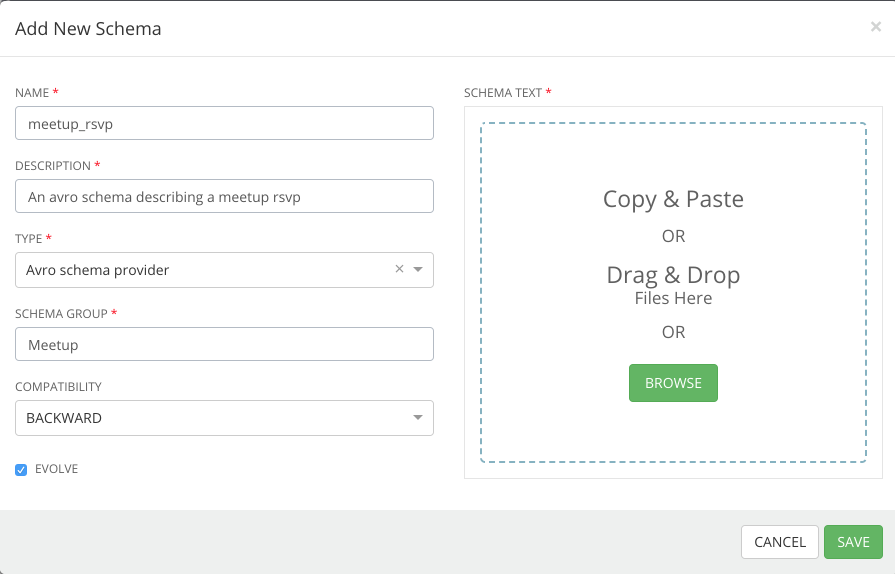 Add New Schema
×
NAME *
meetup_rsvp
DESCRIPTION *
An avro schema describing a meetup rsvp
TYPE *
Avro schema provider ×
SCHEMA GROUP *
Meetup
COMPATIBILITY
BACKWARD
EVOLVE
SCHEMA TEXT *
Copy & Paste
OR
Drag & Drop
Files Here
OR
BROWSE
CANCEL
SAVE